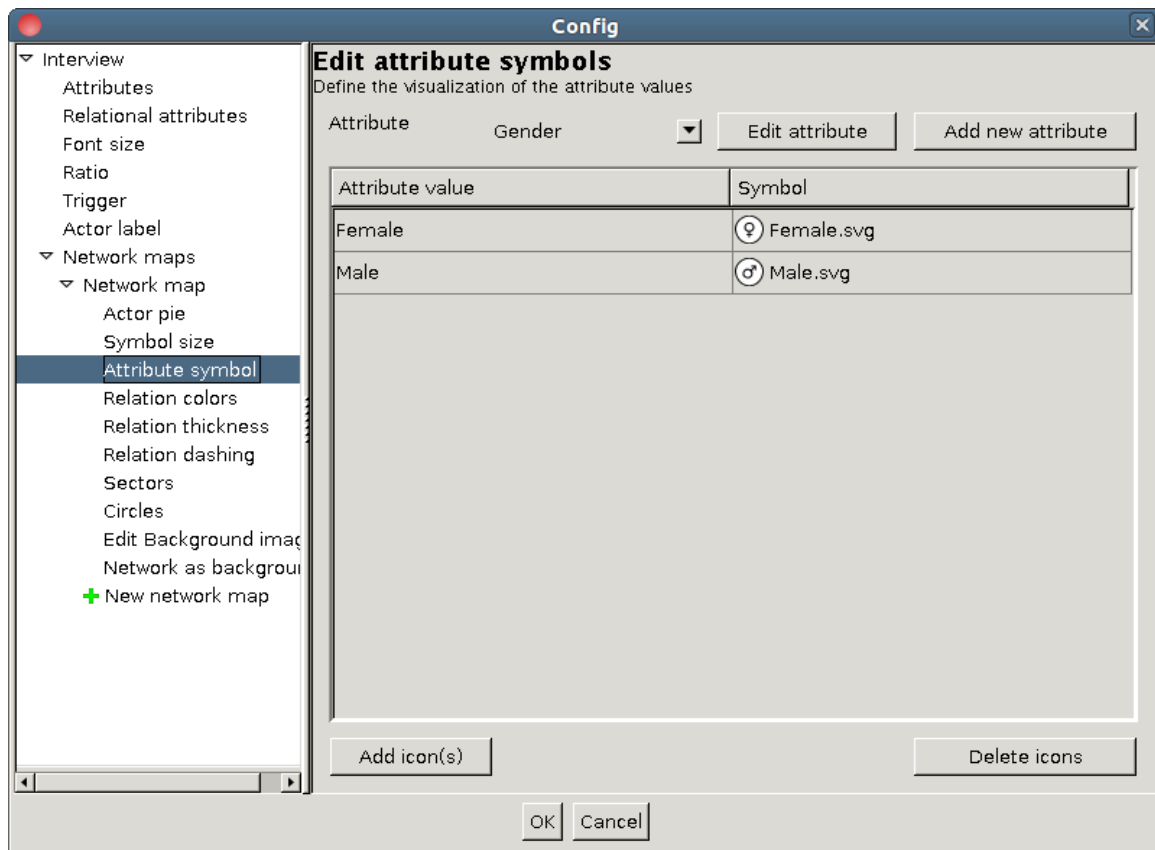 Config
Interview
Attributes
Relational attributes
Font size
Ratio
Trigger
Actor label
Network maps
Network map
Actor pie
Symbol size
Attribute symbol
Relation colors
Relation thickness
Relation dashing
Sectors
Circles
Edit Background imag
Network as backgrou
New network map
Edit attribute symbols
Define the visualization of the attribute values
Attribute Gender Edit attribute Add new attribute
Attribute value Symbol
Female Female.svg
Male Male.svg
Add icon(s) Delete icons
OK Cancel